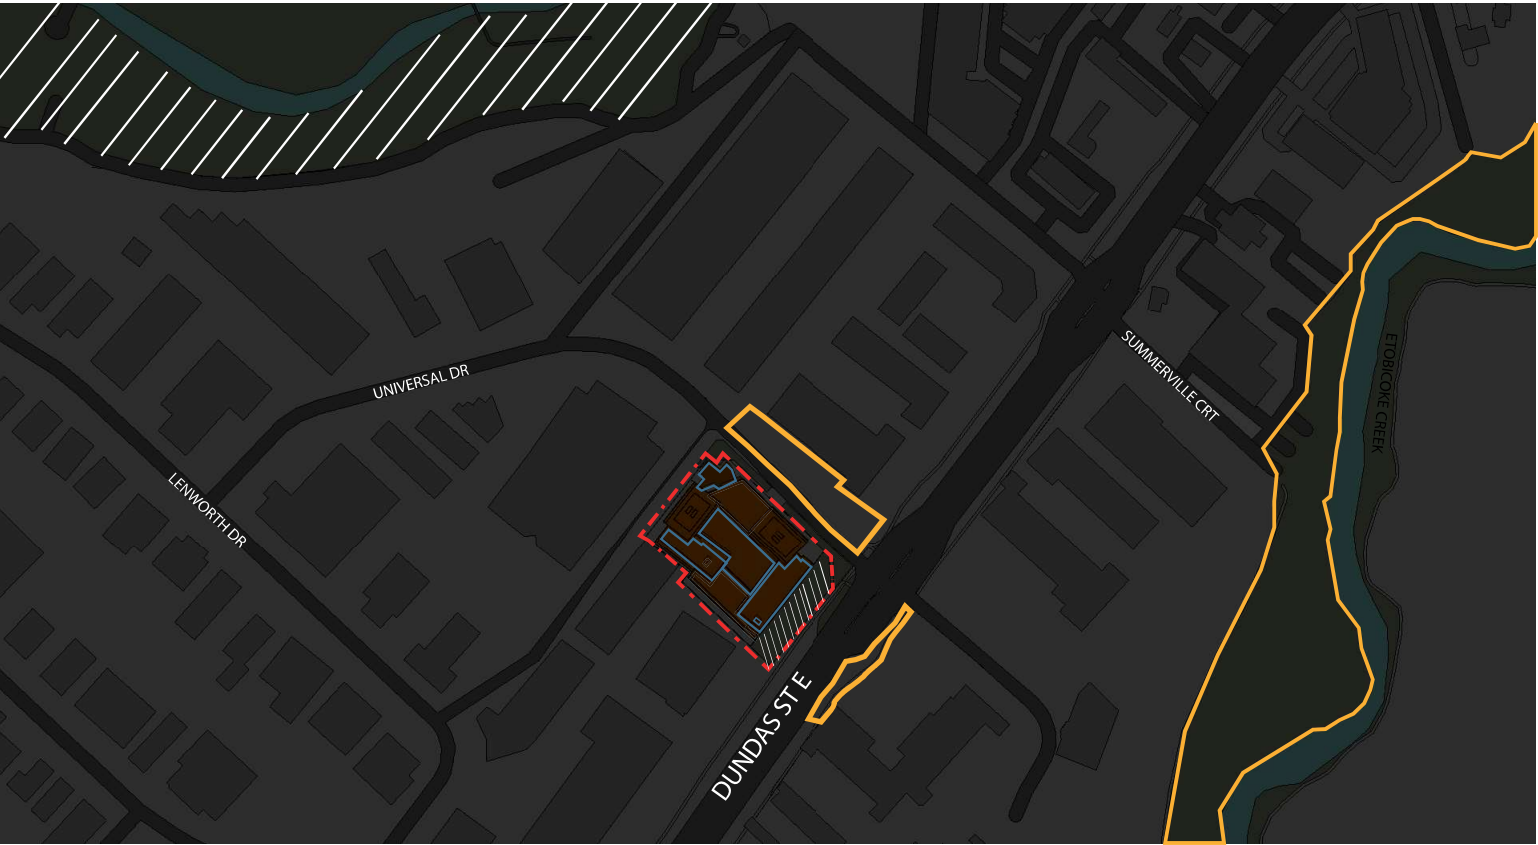 SUMMERVILLE CRT
ETOBICOKE CREEK
UNIVERSAL DR
LENWORTH DR
DUNDAS ST E